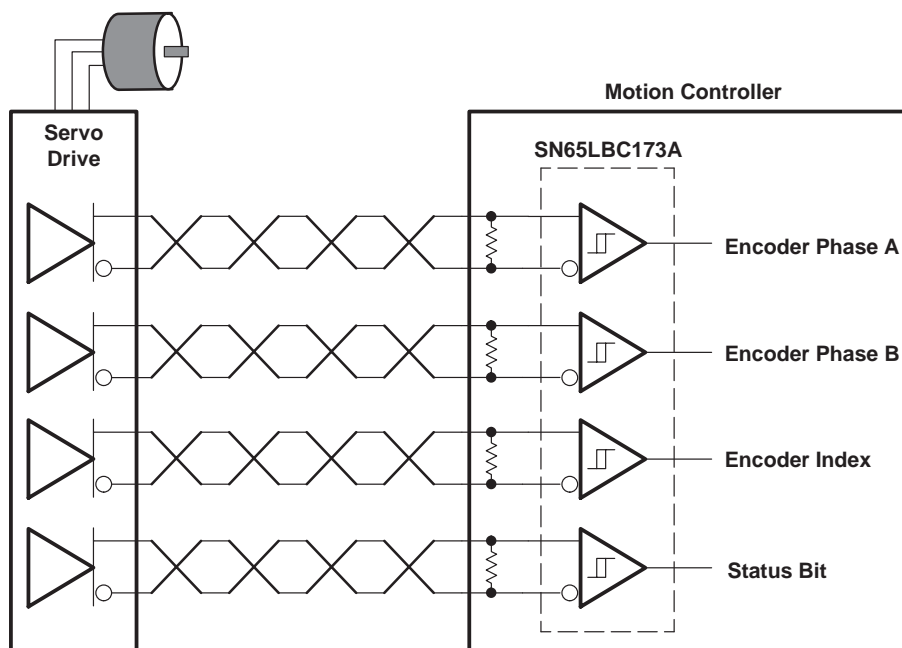 Motion Controller
Servo
Drive
SN65LBC173A
Encoder Phase A
Encoder Phase B
Encoder Index
Status Bit